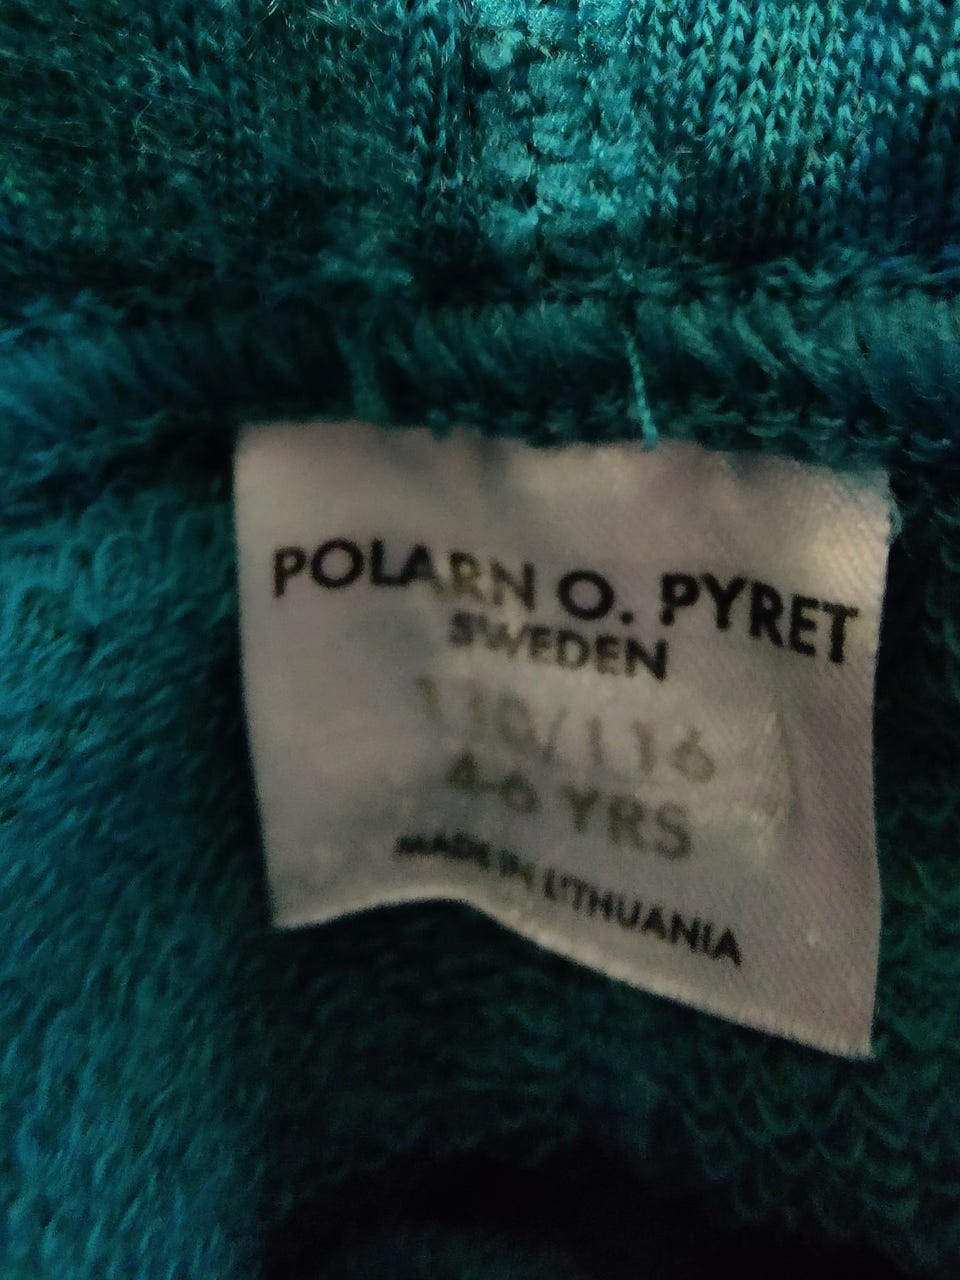 POLARN O. PYRET
SWEDEN
110/116
4-6 YRS
MADE IN LITHUANIA